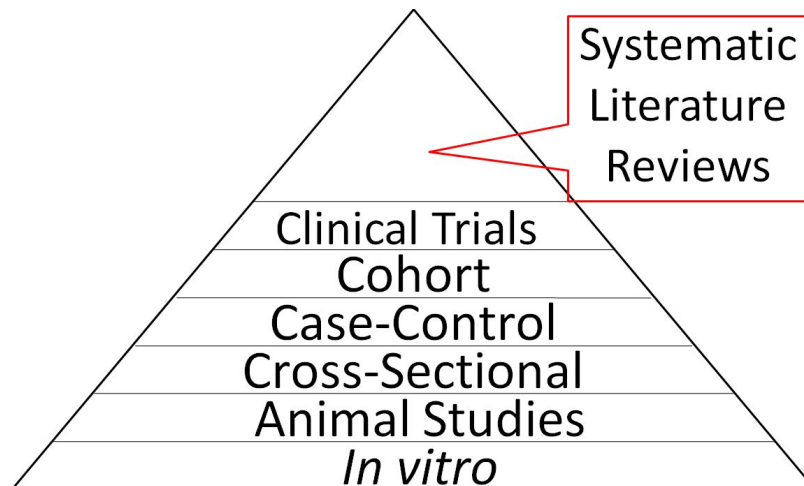 Systematic
Literature
Reviews
Clinical Trials
Cohort
Case-Control
Cross-Sectional
Animal Studies
In vitro